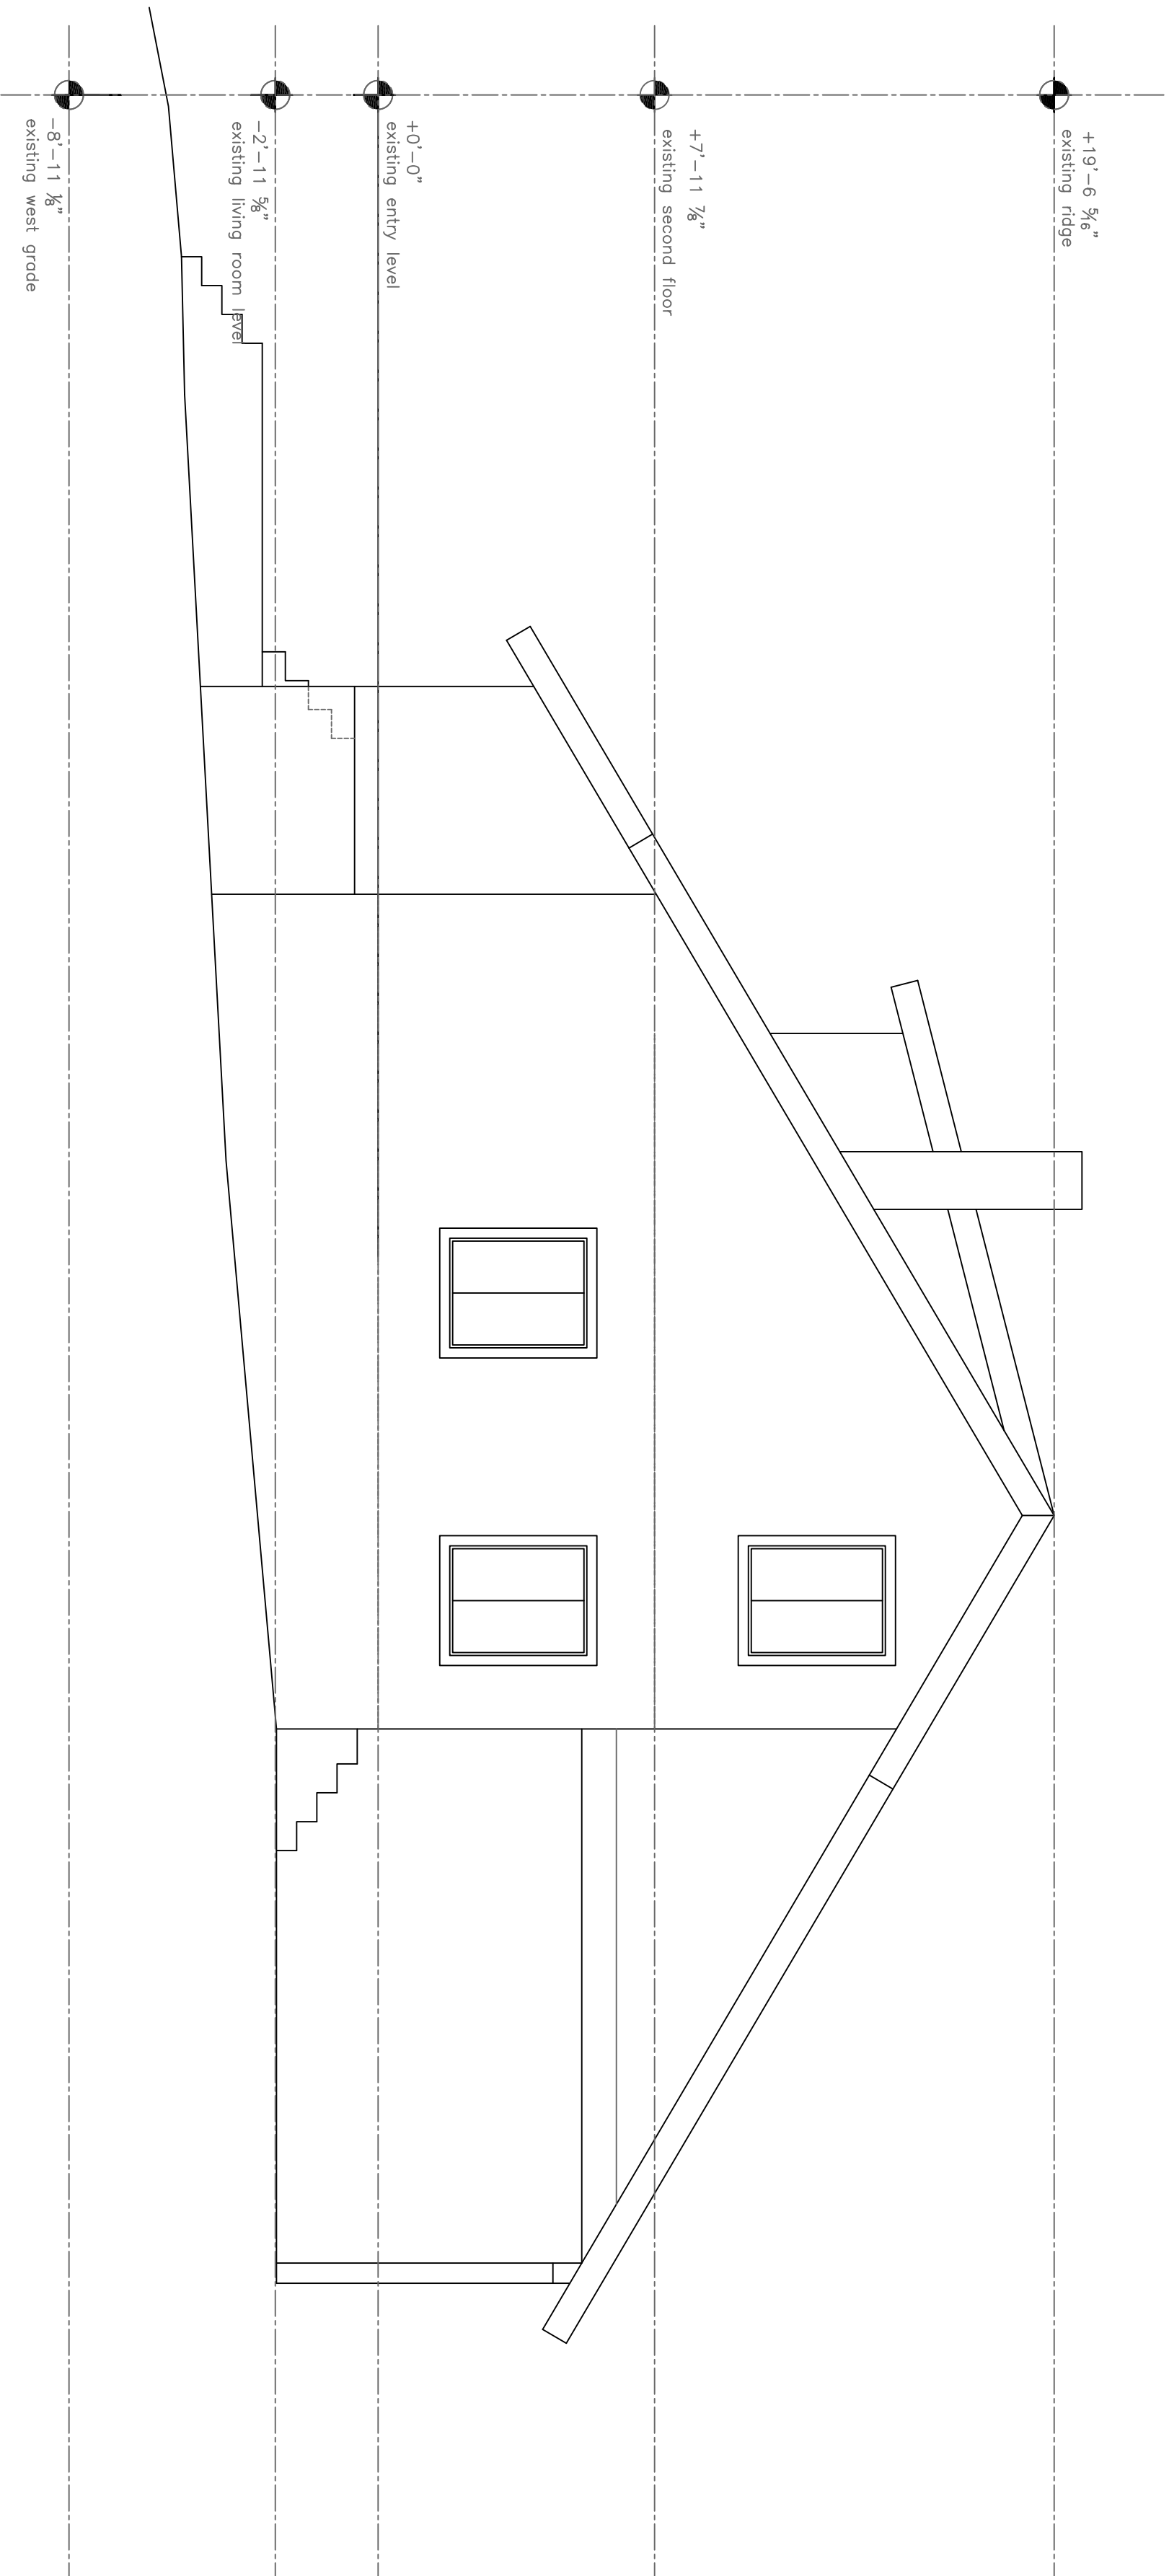 +19'-6 5/16"
existing ridge
+7'-11 7/8"
existing second floor
+0'-0"
existing entry level
-2'-11 5/8"
existing living room level
-8'-11 1/8"
existing west grade